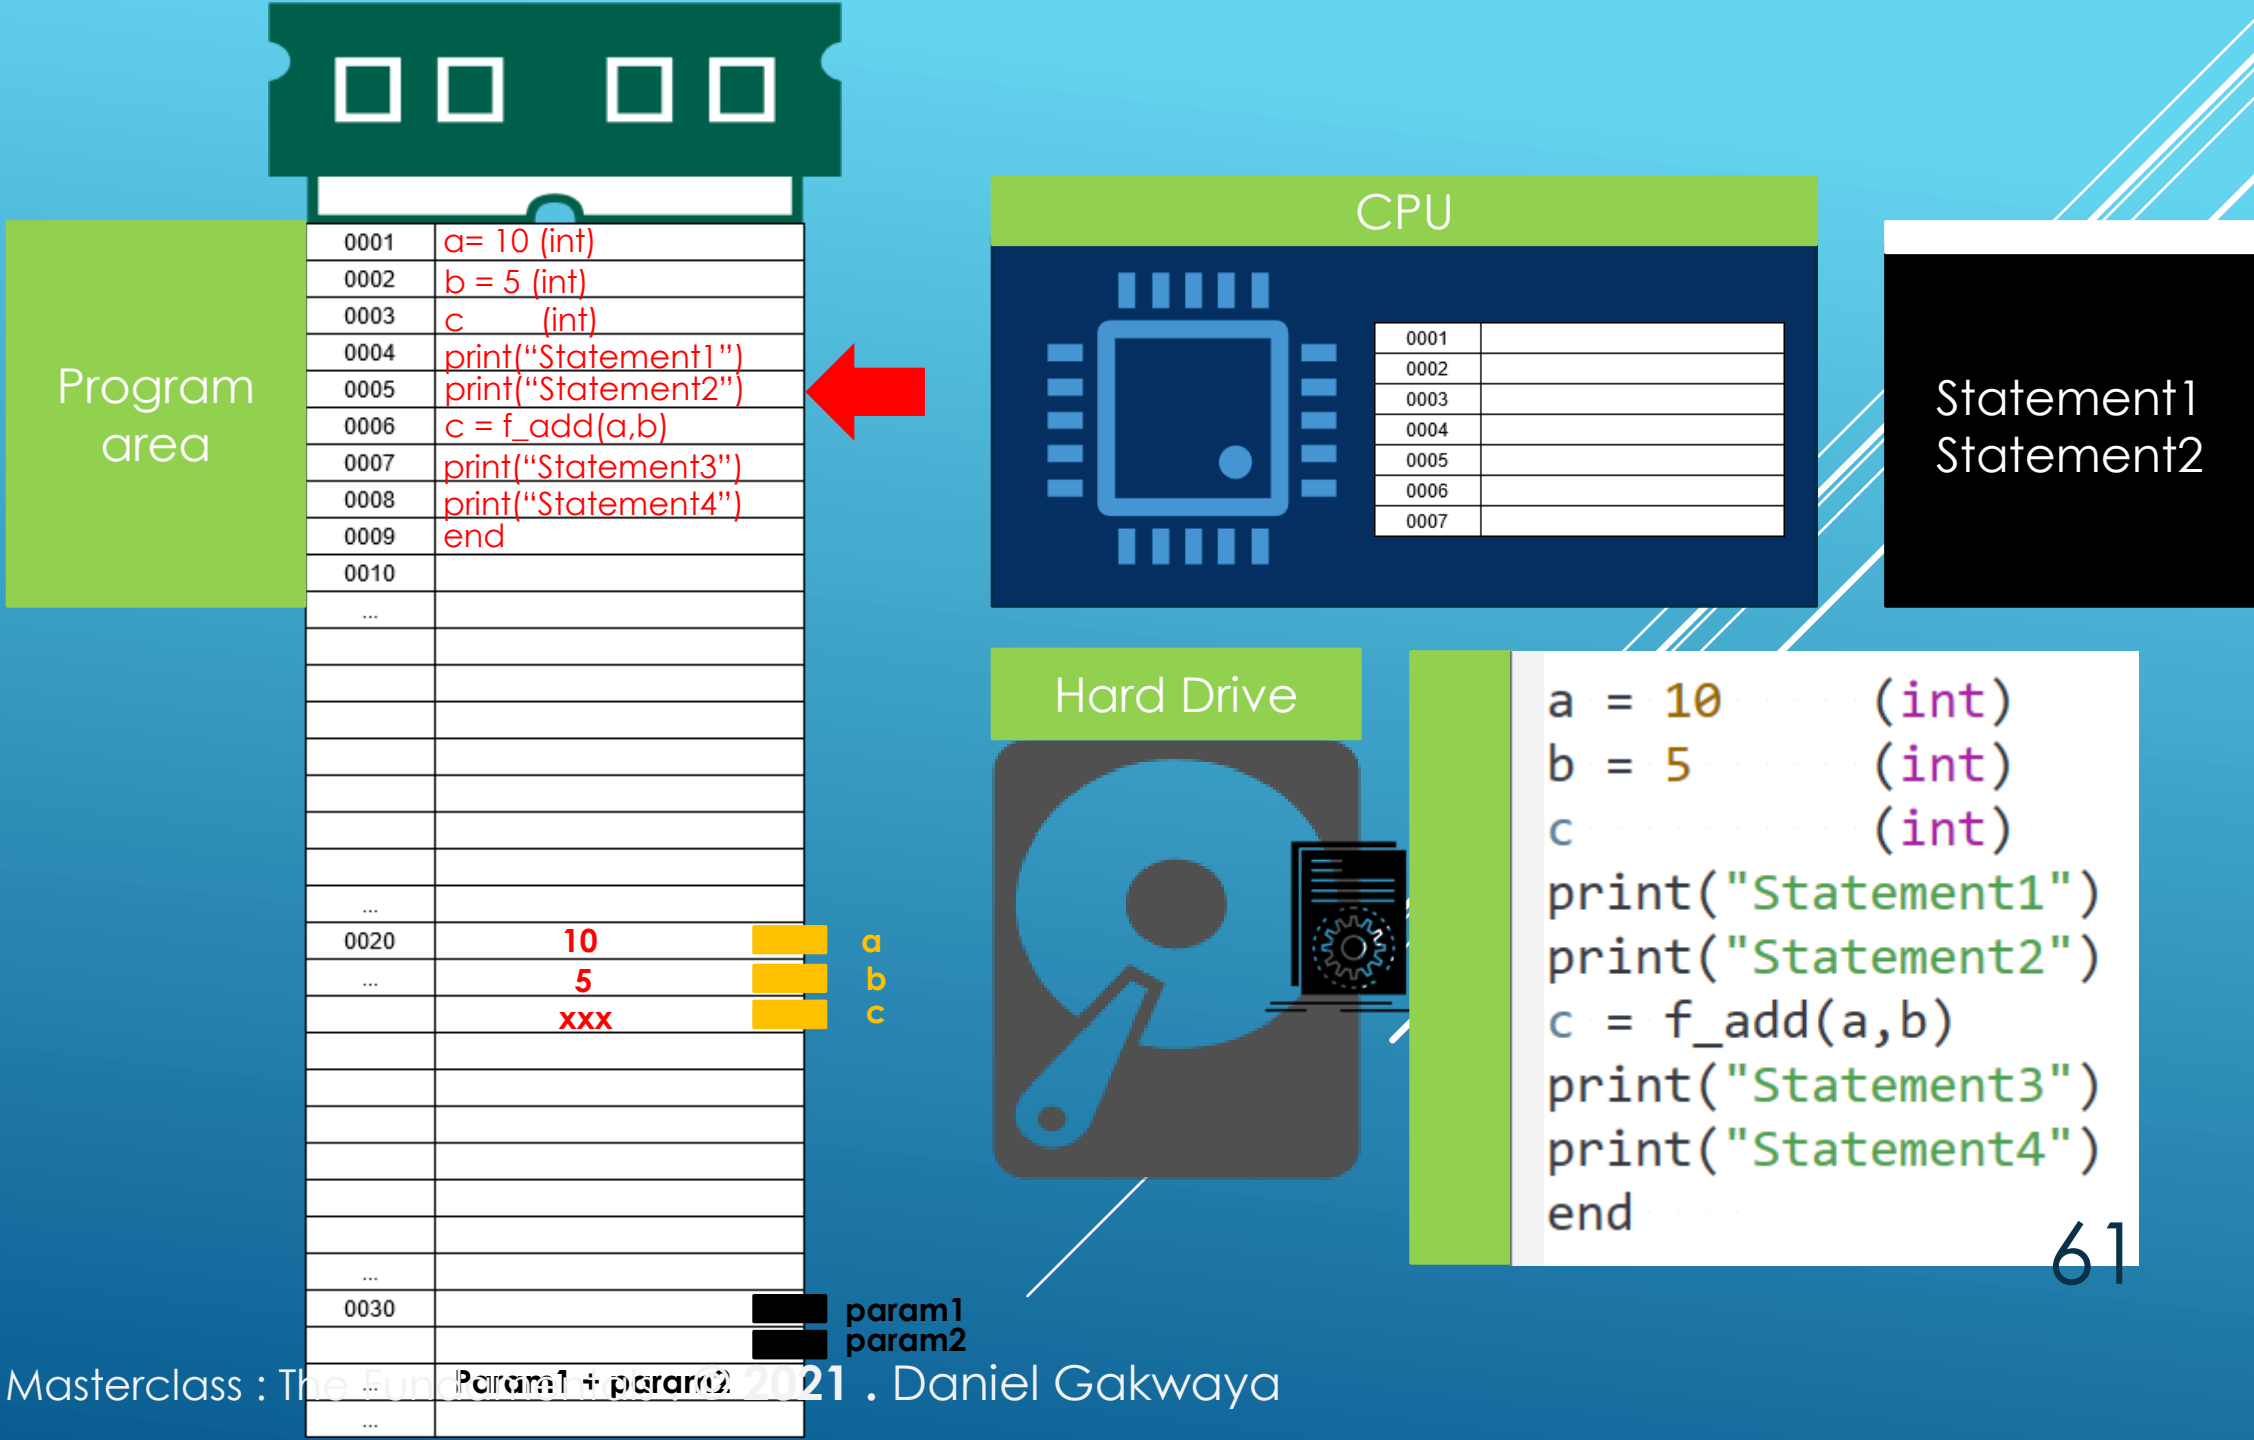 CPU
Program
area
0001 a= 10 (int)
0002 b = 5 (int)
0003 c (int)
0004 print(“Statement1”)
0005 print(“Statement2”)
0006 c = f_add(a,b)
0007 print(“Statement3”)
0008 print(“Statement4”)
0009 end
0010
...
...
0020 10 a
... 5 b
xxx c
...
0030 param1
param2
... Param1 + param2
...
0001
0002
0003
0004
0005
0006
0007
Statement1
Statement2
Hard Drive
a = 10 (int)
b = 5 (int)
c (int)
print("Statement1")
print("Statement2")
c = f_add(a,b)
print("Statement3")
print("Statement4")
end
61
Masterclass : The Fundamentals . © 2021 . Daniel Gakwaya